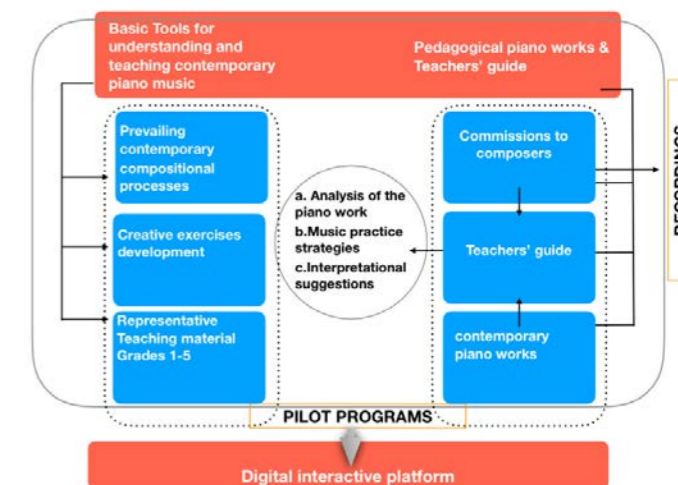 Basic Tools for
understanding and
teaching contemporary
piano music
Pedagogical piano works &
Teachers' guide
Prevailing
contemporary
compositional
processes
Creative exercises
development
Representative
Teaching material
Grades 1-5
a. Analysis of the
piano work
b.Music practice
strategies
c.Interpretational
suggestions
Commissions to
composers
Teachers' guide
contemporary
piano works
RECORDINGS
PILOT PROGRAMS
Digital interactive platform